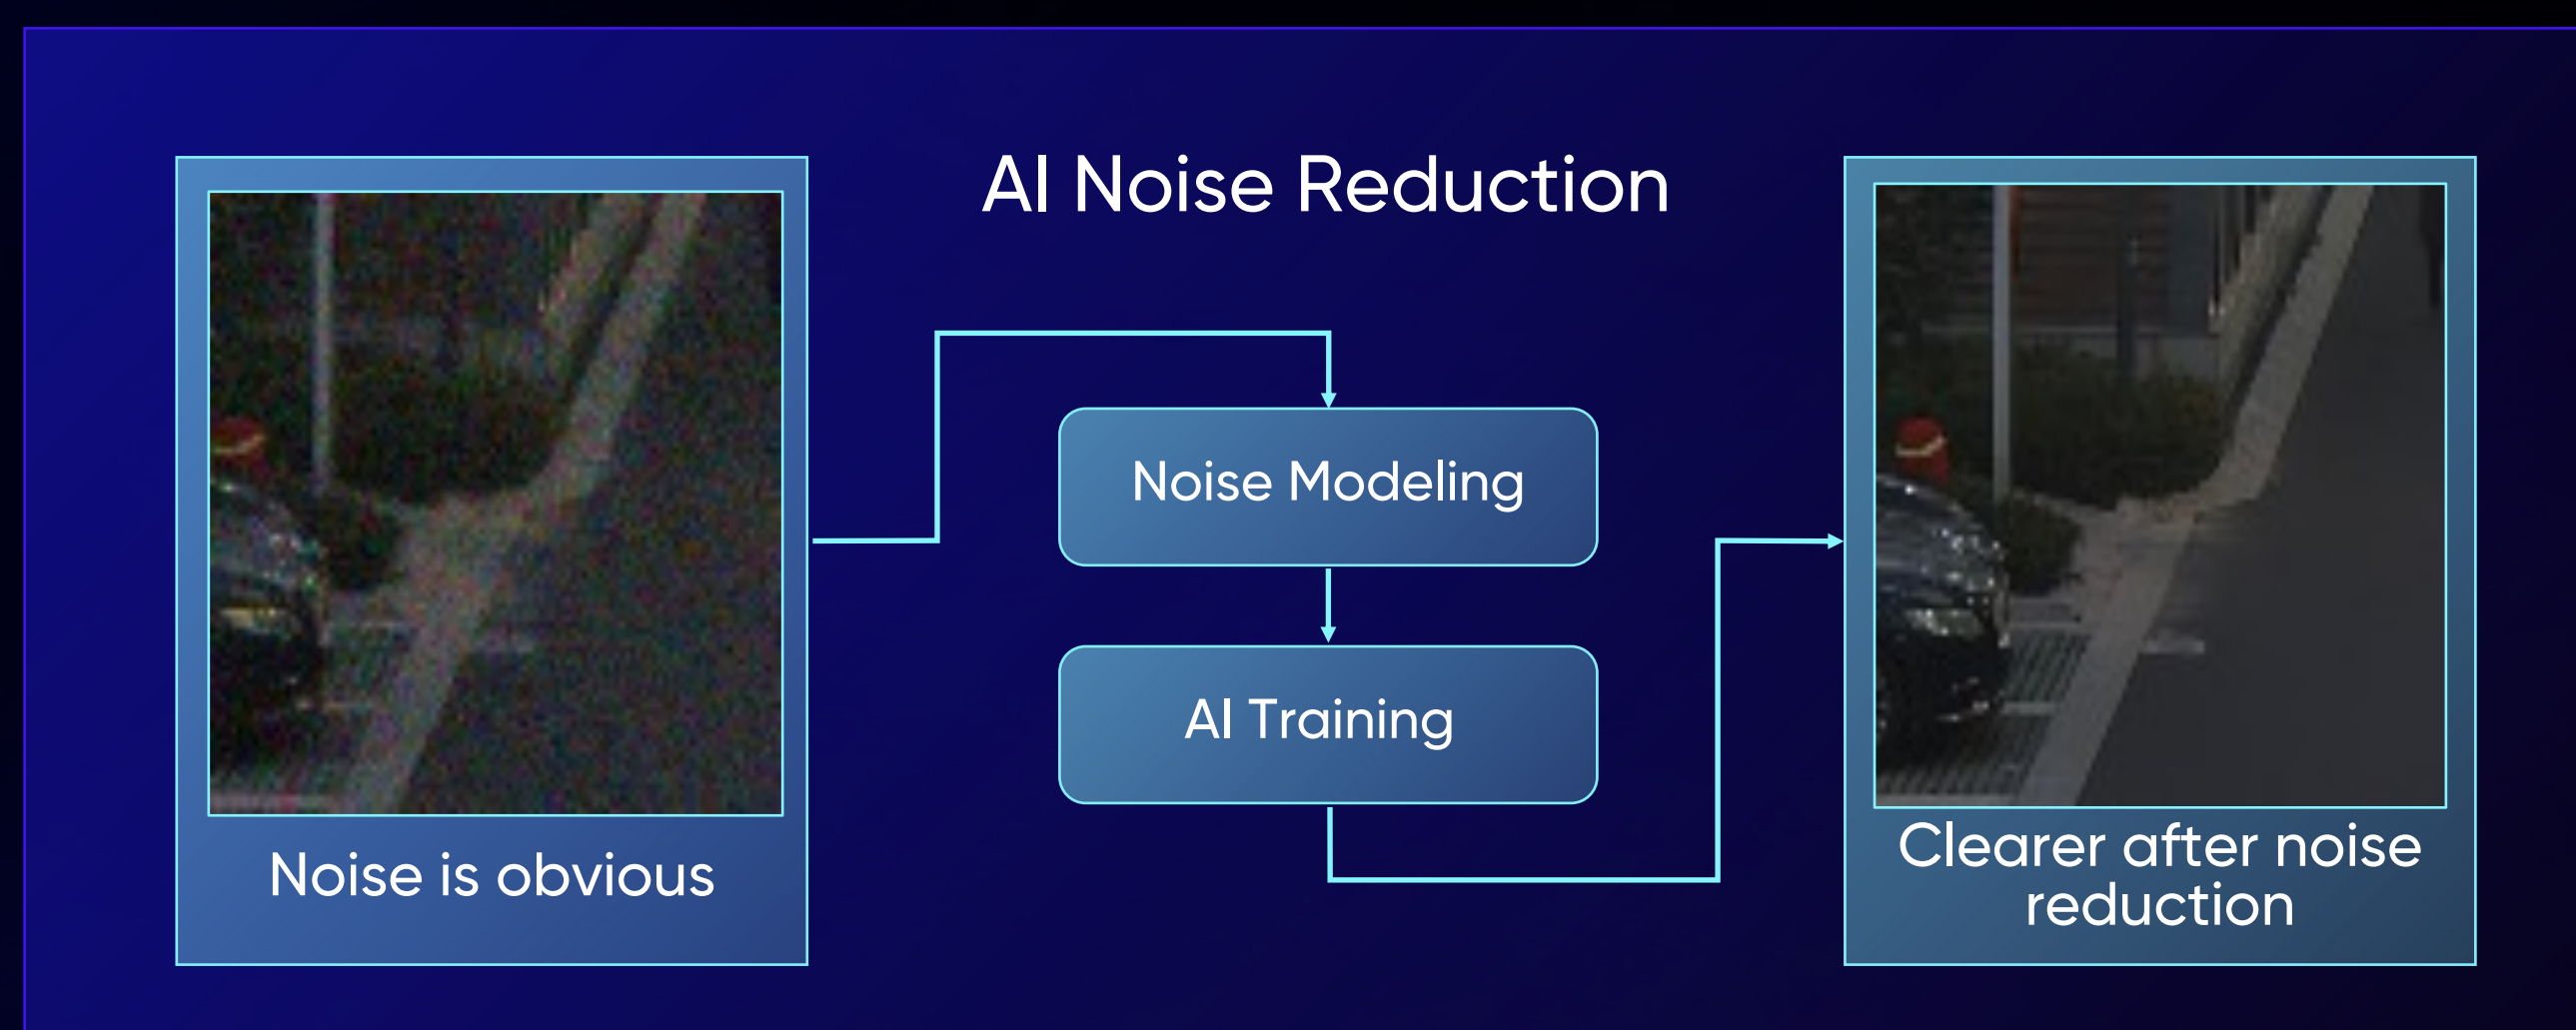 AI Noise Reduction
Noise is obvious
Noise Modeling
AI Training
Clearer after noise
reduction